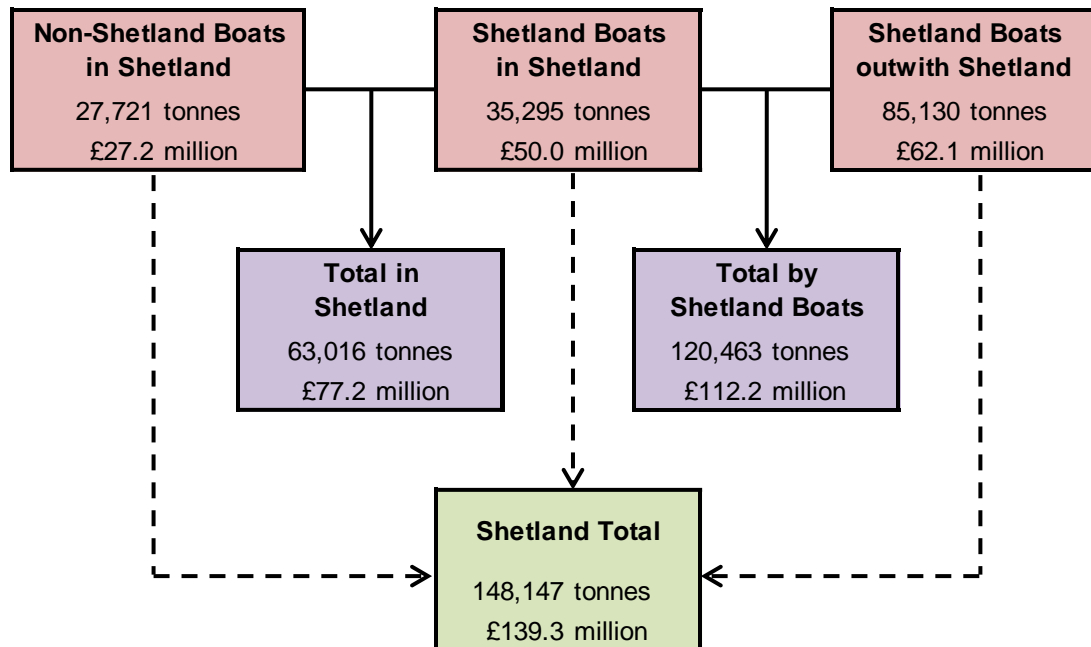 Non-Shetland Boats
in Shetland
27,721 tonnes
£27.2 million
Shetland Boats
in Shetland
35,295 tonnes
£50.0 million
Shetland Boats
outwith Shetland
85,130 tonnes
£62.1 million
Total in
Shetland
63,016 tonnes
£77.2 million
Total by
Shetland Boats
120,463 tonnes
£112.2 million
Shetland Total
148,147 tonnes
£139.3 million